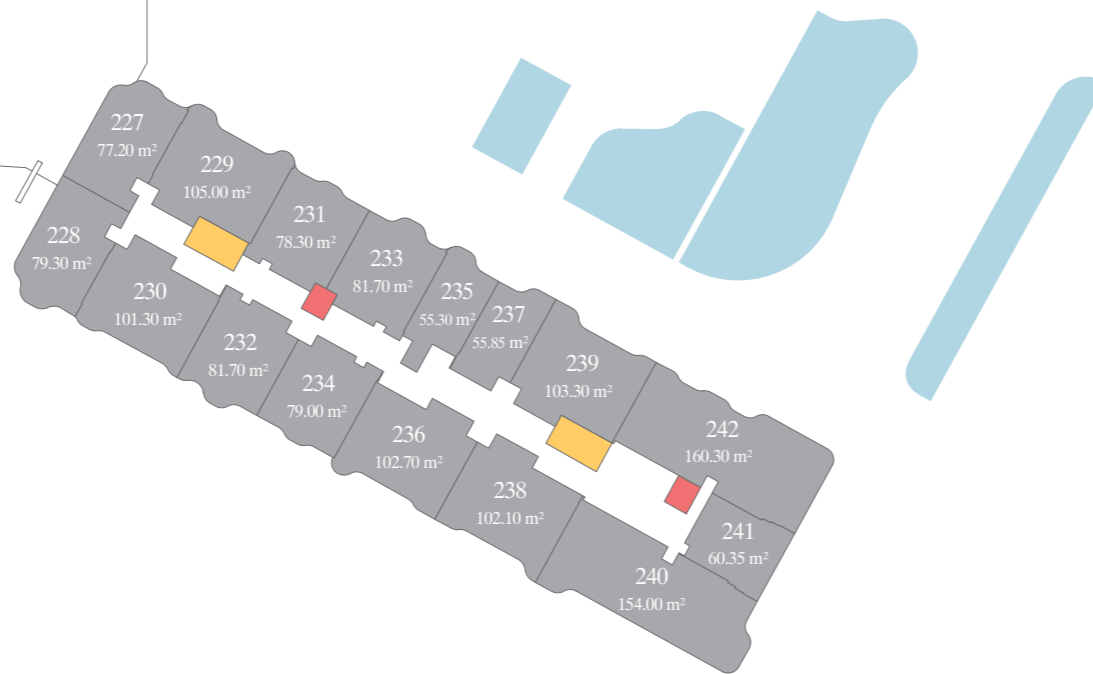 227
77.20 m²
229
105.00 m²
231
78.30 m²
228
79.30 m²
233
81.70 m²
230
101.30 m²
235
55.30 m²
237
55.85 m²
232
81.70 m²
239
103.30 m²
234
79.00 m²
236
102.70 m²
242
160.30 m²
238
102.10 m²
241
60.35 m²
240
154.00 m²